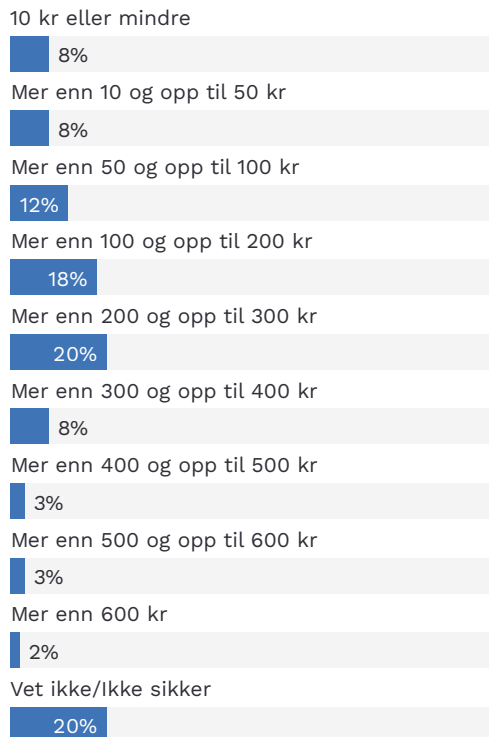 10 kr eller mindre
8%
Mer enn 10 og opp til 50 kr
8%
Mer enn 50 og opp til 100 kr
12%
Mer enn 100 og opp til 200 kr
18%
Mer enn 200 og opp til 300 kr
20%
Mer enn 300 og opp til 400 kr
8%
Mer enn 400 og opp til 500 kr
3%
Mer enn 500 og opp til 600 kr
3%
Mer enn 600 kr
2%
Vet ikke/Ikke sikker
20%